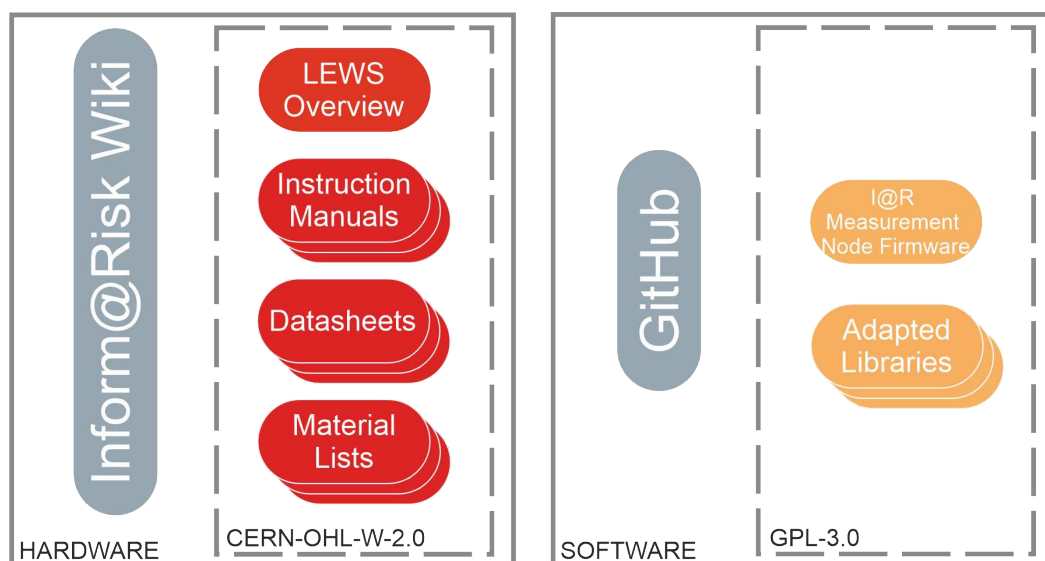 Inform@Risk Wiki
LEWS
Overview
Instruction
Manuals
Datasheets
Material
Lists
HARDWARE
CERN-OHL-W-2.0
GitHub
I@R
Measurement
Node Firmware
Adapted
Libraries
SOFTWARE
GPL-3.0